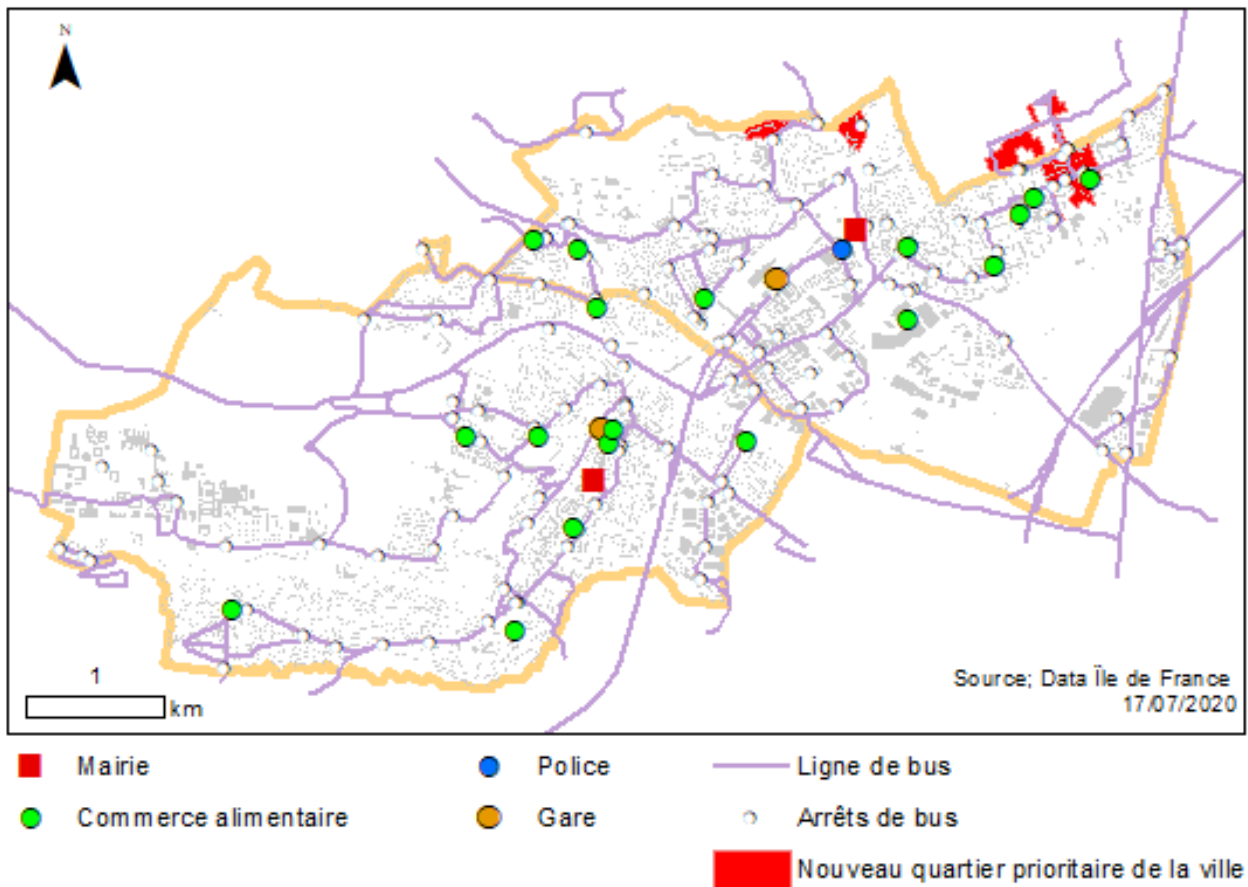 N
1
km
Source; Data Île de France
17/07/2020
Mairie
Police
Ligne de bus
Commerce alimentaire
Gare
Arrêts de bus
Nouveau quartier prioritaire de la ville